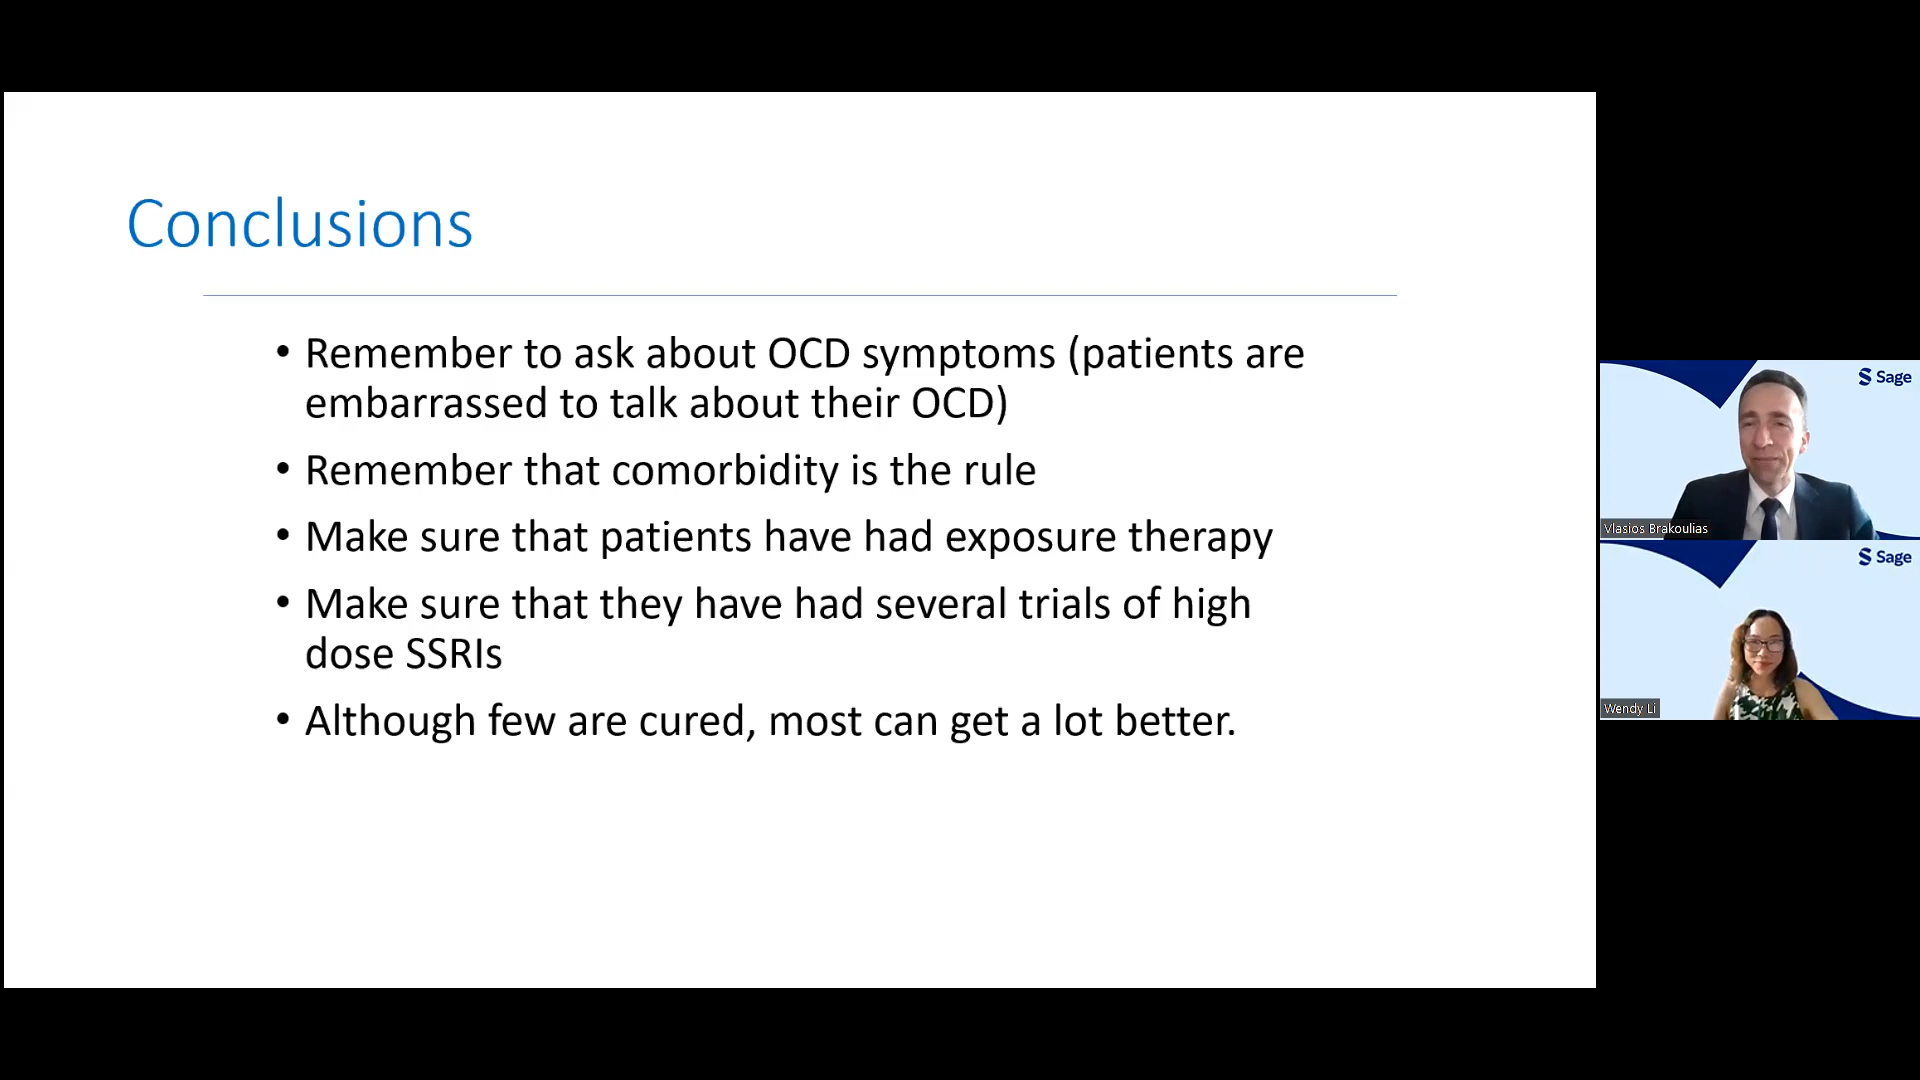 Conclusions
• Remember to ask about OCD symptoms (patients are
embarrassed to talk about their OCD)
• Remember that comorbidity is the rule
• Make sure that patients have had exposure therapy
• Make sure that they have had several trials of high
dose SSRIs
• Although few are cured, most can get a lot better.
Sage
Vlasios Brakoulias
Sage
Wendy Li